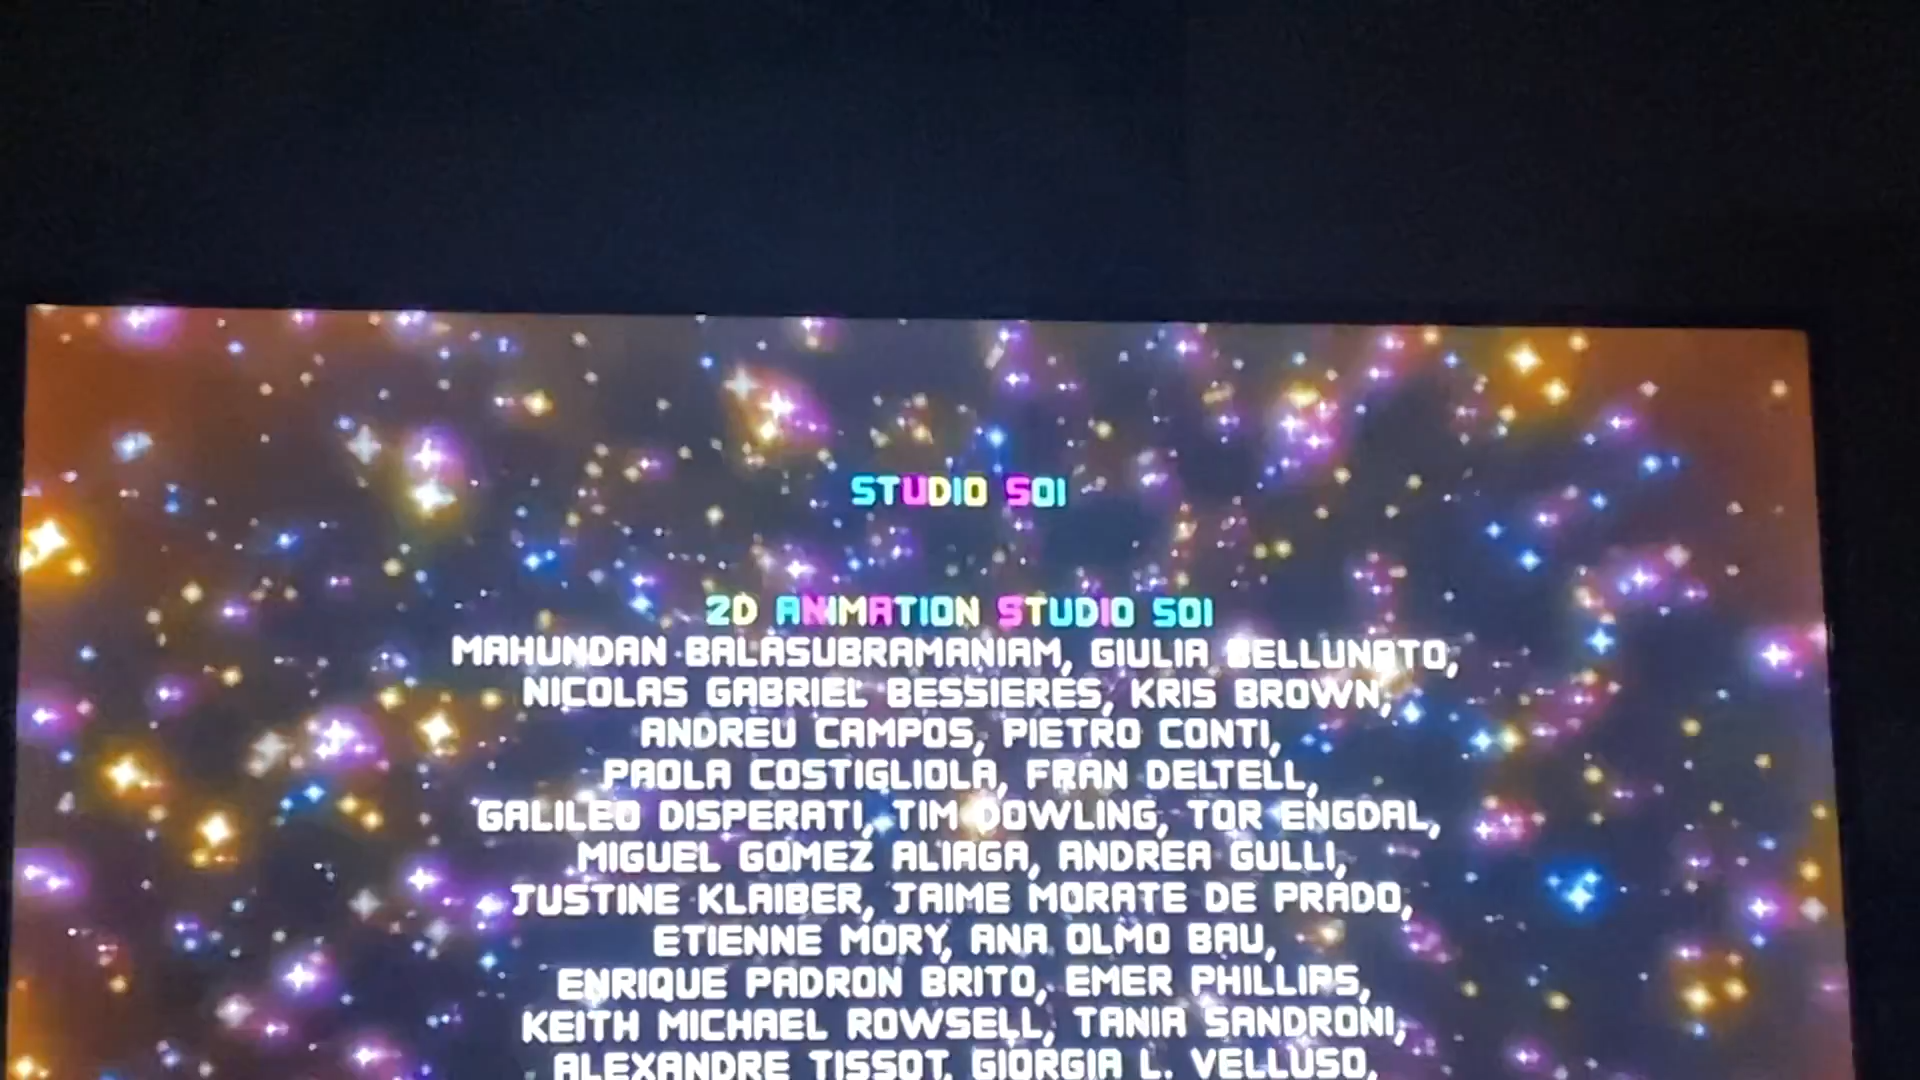 STUDIO SOI
2D ANIMATION STUDIO SOI
MAHUNDAN BALASUBRAMANIAM, GIULIA BELLUNATO,
NICOLAS GABRIEL BESSIERES, KRIS BROWN,
ANDREU CAMPOS, PIETRO CONTI,
PAOLA COSTIGLIOLA, FRAN DELTELL,
GALILEO DISPERATI, TIM DOWLING, TOR ENGDAL,
MIGUEL GOMEZ ALIAGA, ANDREA GULLI,
JUSTINE KLAIBER, JAIME MORATE DE PRADO,
ETIENNE MORY, ANA OLMO BAU,
ENRIQUE PADRON BRITO, EMER PHILLIPS,
KEITH MICHAEL ROWSELL, TANIA SANDRONI,
ALEXANDRE TISSOT, GIORGIA L. VELLUSO,